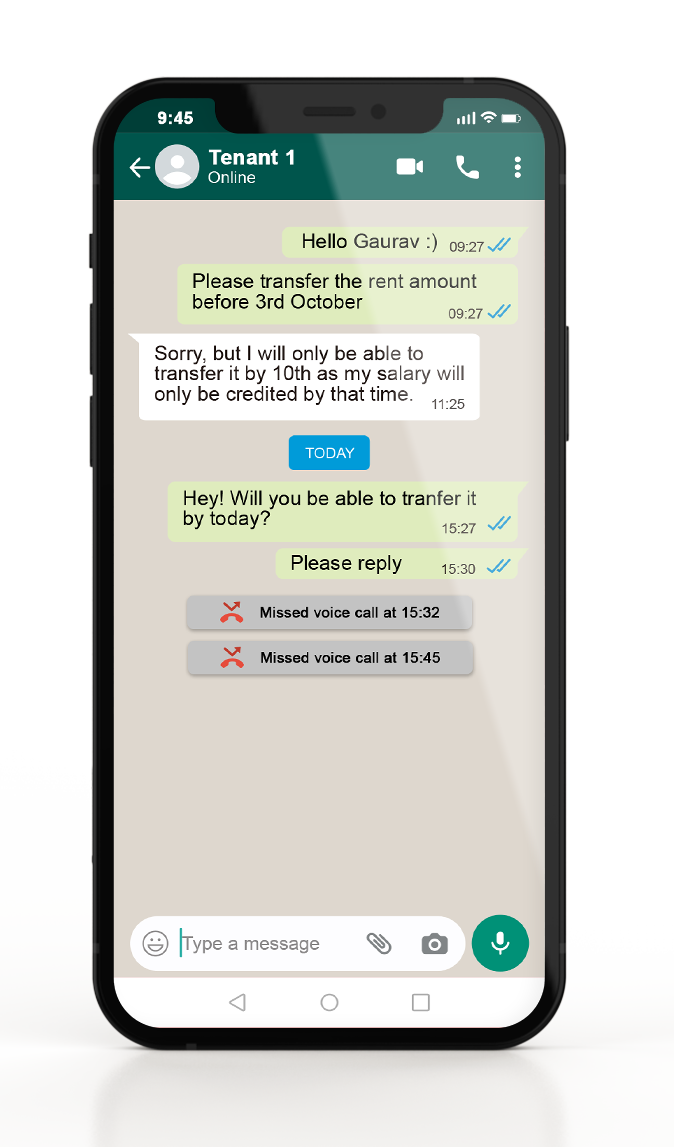 9:45
Tenant 1
Online
Hello Gaurav :) 09:27
Please transfer the rent amount
before 3rd October
09:27
Sorry, but I will only be able to
transfer it by 10th as my salary will
only be credited by that time. 11:25
TODAY
Hey! Will you be able to tranfer it
by today?
15:27
Please reply 15:30
Missed voice call at 15:32
Missed voice call at 15:45
Type a message